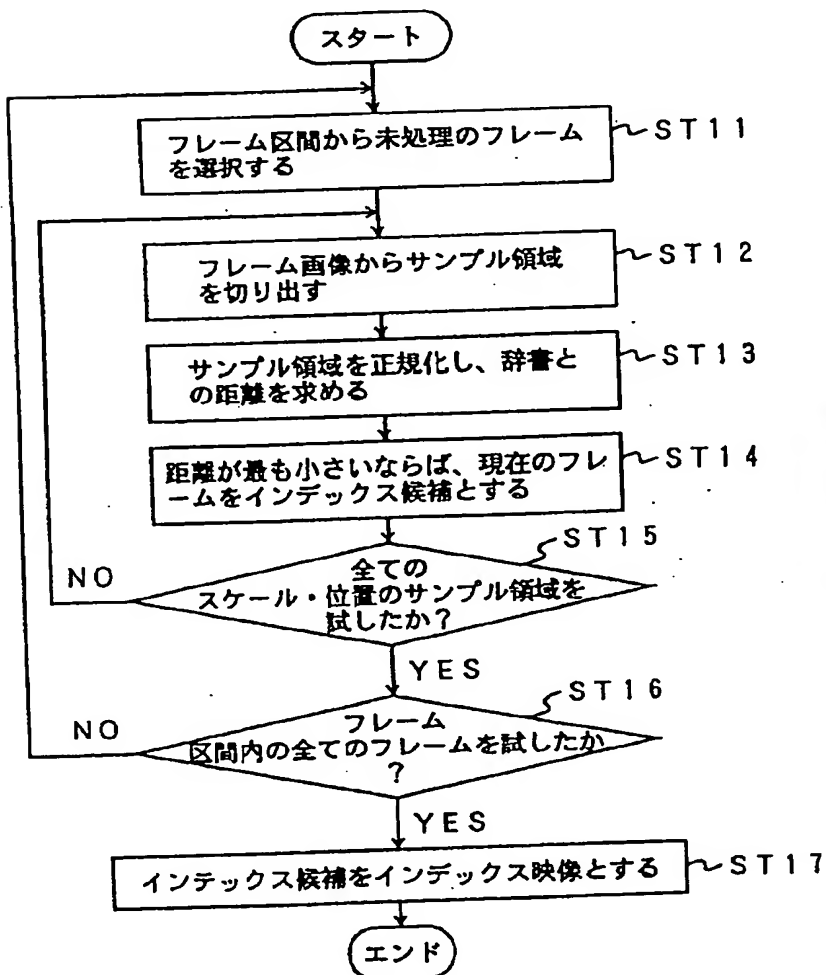 スタート
フレーム区間から未処理のフレーム
を選択する
ST11
フレーム画像からサンプル領域
を切り出す
ST12
サンプル領域を正規化し、辞書と
の距離を求める
ST13
距離が最も小さいならば、現在のフレ
ームをインデックス候補とする
ST14
ST15
全ての
スケール・位置のサンプル領域を
試したか？
NO
YES
ST16
フレーム
区間内の全てのフレームを試したか
？
NO
YES
インテックス候補をインデックス映像とする
ST17
エンド